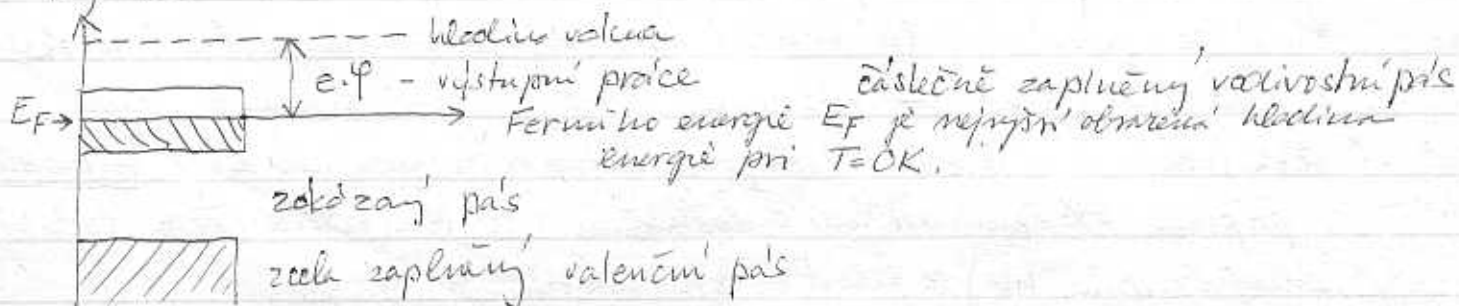 hladina vakua
e.φ - výstupní práce
částečně zaplněný vodivostní pás
E_F →
Fermiho energie E_F je nejvyšší obsazená hladina
energie při T=0K.
zakázaný pás
zcela zaplněný valenční pás